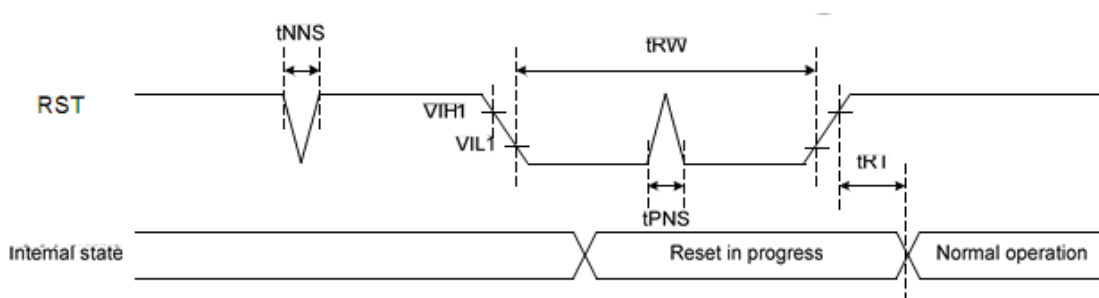 tNNS
tRW
RST
VIH1
VIL1
tRT
tPNS
Internal state
Reset in progress
Normal operation